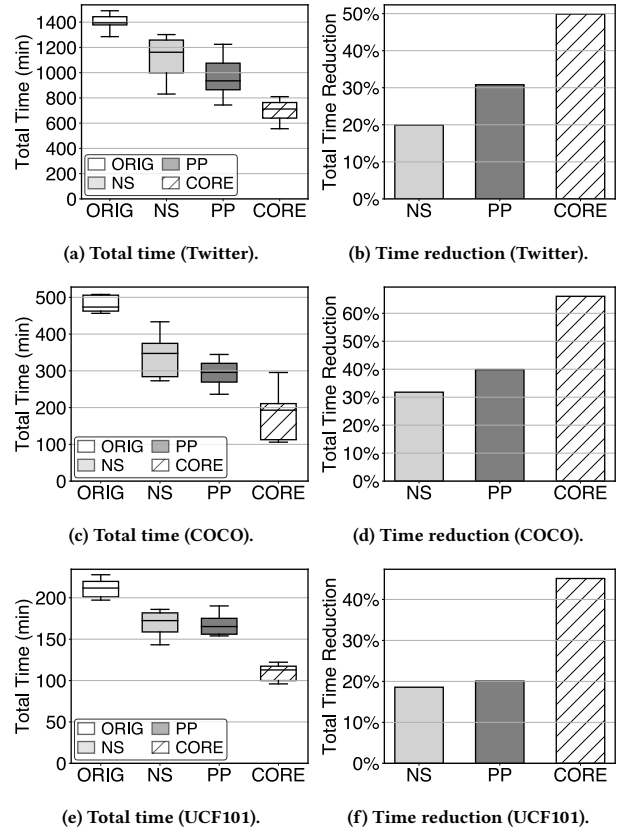 Total Time (min)
1400
1200
1000
800
600
400
200
0
ORIG PP
NS CORE
ORIG NS PP CORE
(a) Total time (Twitter).
Total Time Reduction
50%
40%
30%
20%
10%
0%
NS PP CORE
(b) Time reduction (Twitter).
Total Time (min)
500
400
300
200
100
0
ORIG PP
NS CORE
ORIG NS PP CORE
(c) Total time (COCO).
Total Time Reduction
60%
50%
40%
30%
20%
10%
0%
NS PP CORE
(d) Time reduction (COCO).
Total Time (min)
200
150
100
50
0
ORIG PP
NS CORE
ORIG NS PP CORE
(e) Total time (UCF101).
Total Time Reduction
40%
30%
20%
10%
0%
NS PP CORE
(f) Time reduction (UCF101).